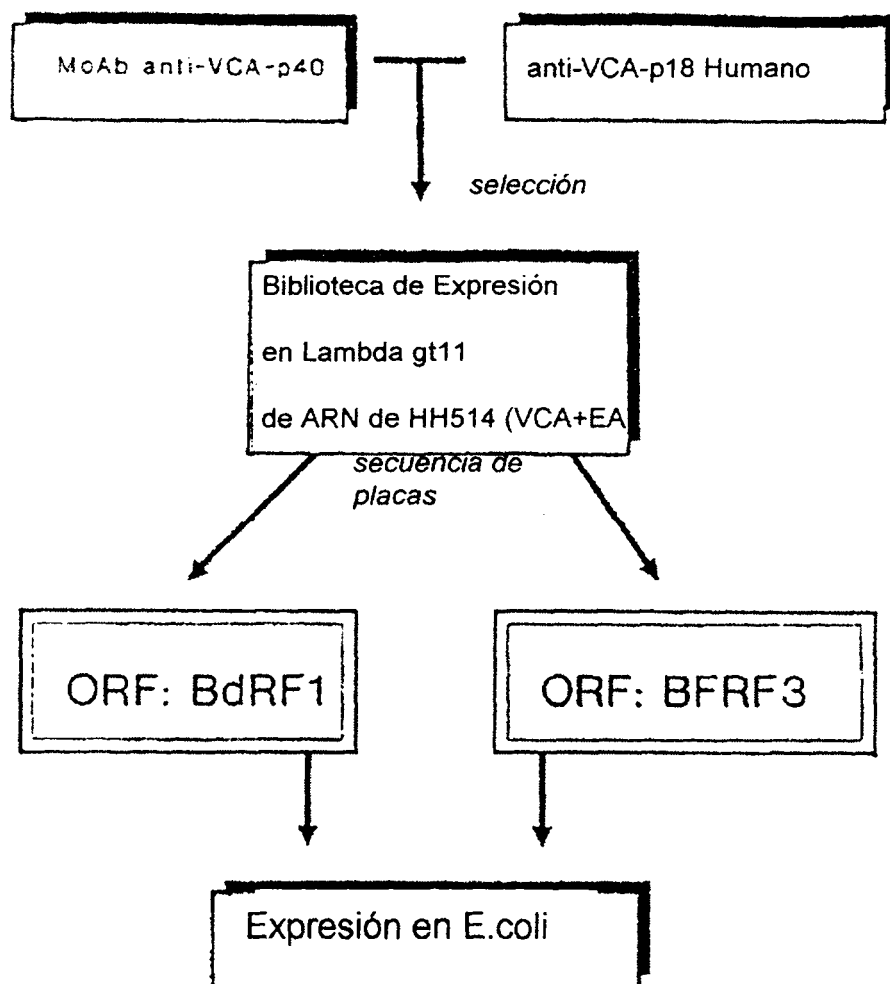 MoAb anti-VCA-p40
anti-VCA-p18 Humano
selección
Biblioteca de Expresión
en Lambda gt11
de ARN de HH514 (VCA+EA
secuencia de
placas
ORF: BdRF1
ORF: BFRF3
Expresión en E.coli